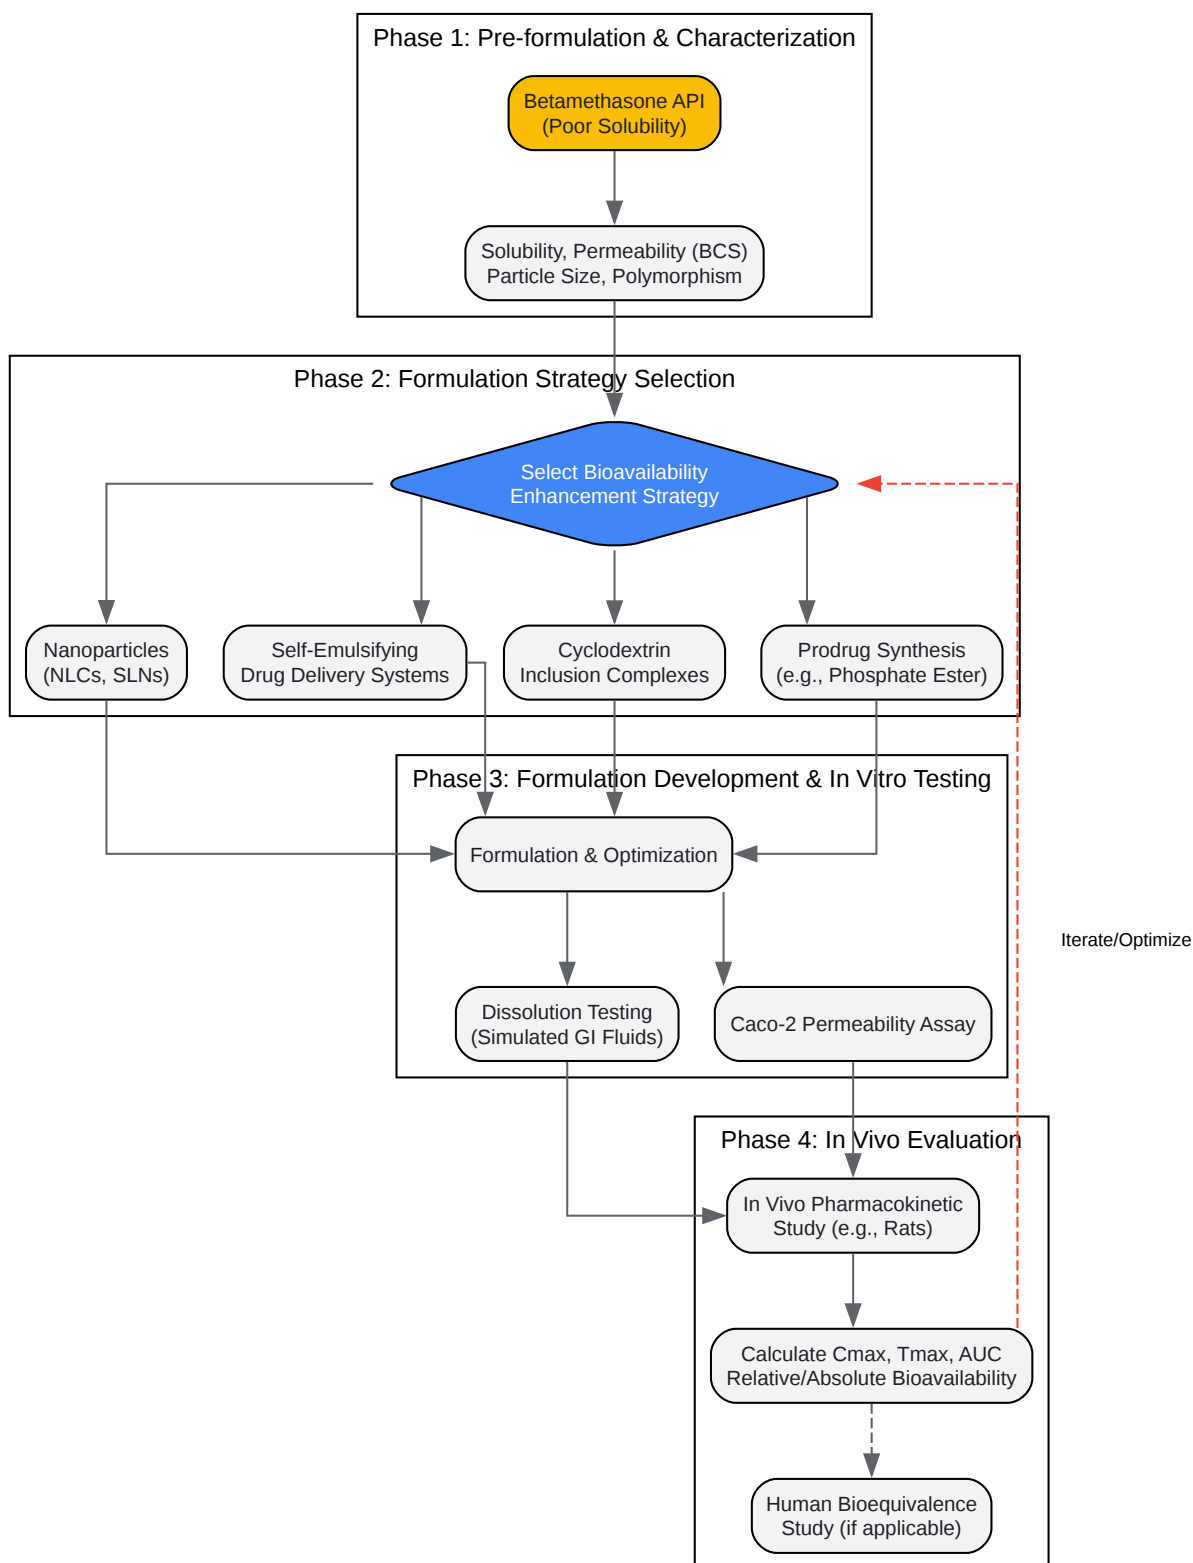 Phase 1: Pre-formulation & Characterization
Betamethasone API
(Poor Solubility)
Solubility, Permeability (BCS)
Particle Size, Polymorphism
Phase 2: Formulation Strategy Selection
Select Bioavailability
Enhancement Strategy
Nanoparticles
(NLCs, SLNs)
Self-Emulsifying
Drug Delivery Systems
Cyclodextrin
Inclusion Complexes
Prodrug Synthesis
(e.g., Phosphate Ester)
Phase 3: Formulation Development & In Vitro Testing
Formulation & Optimization
Iterate/Optimize
Dissolution Testing
(Simulated GI Fluids)
Caco-2 Permeability Assay
Phase 4: In Vivo Evaluation
In Vivo Pharmacokinetic
Study (e.g., Rats)
Calculate Cmax, Tmax, AUC
Relative/Absolute Bioavailability
Human Bioequivalence
Study (if applicable)